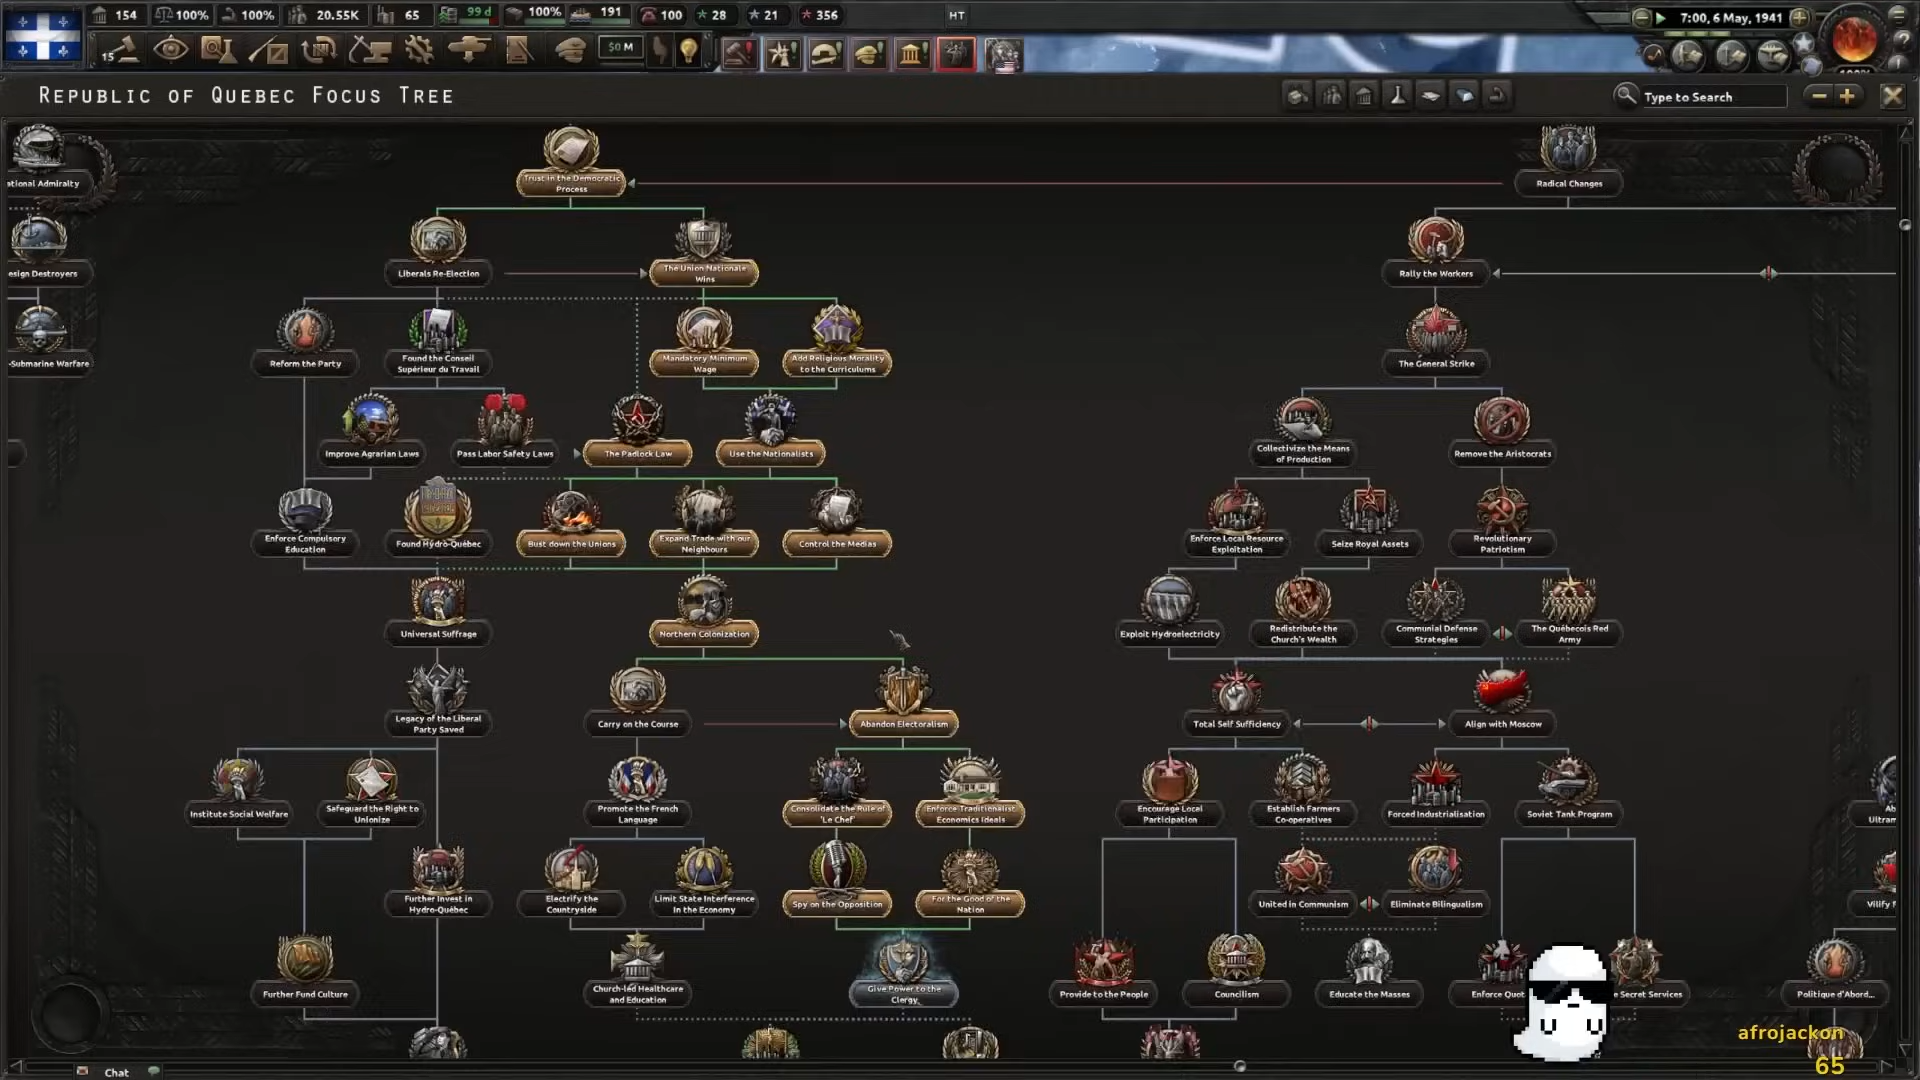 154 100% 100% 20.55K 65 99 d 100% 191 100 28 21 356 HT 7:00, 6 May, 1941
15 $0 M
REPUBLIC OF QUEBEC FOCUS TREE
Type to Search
ational Admiralty
Trust in the Democratic
Process
Radical Changes
esign Destroyers
Liberals Re-Election
The Union Nationale
Wins
Rally the Workers
-Submarine Warfare
Reform the Party
Found the Conseil
Supérieur du Travail
Mandatory Minimum
Wage
Add Religious Morality
to the Curriculums
The General Strike
Improve Agrarian Laws
Pass Labor Safety Laws
The Padlock Law
Use the Nationalists
Collectivize the Means
of Production
Remove the Aristocrats
Enforce Compulsory
Education
Found Hydro-Québec
Bust down the Unions
Expand Trade with our
Neighbours
Control the Medias
Enforce Local Resource
Exploitation
Seize Royal Assets
Revolutionary
Patriotism
Universal Suffrage
Northern Colonization
Exploit Hydroelectricity
Redistribute the
Church's Wealth
Communial Defense
Strategies
The Québecois Red
Army
Legacy of the Liberal
Party Saved
Carry on the Course
Abandon Electoralism
Total Self Sufficiency
Align with Moscow
Institute Social Welfare
Safeguard the Right to
Unionize
Promote the French
Language
Consolidate the Rule of
'Le Chef'
Enforce Traditionalist
Economics Ideals
Encourage Local
Participation
Establish Farmers
Co-operatives
Forced Industrialisation
Soviet Tank Program
Ab
Ultram
Further Invest in
Hydro-Québec
Electrify the
Countryside
Limit State Interference
in the Economy
Spy on the Opposition
For the Good of the
Nation
United in Communism
Eliminate Bilingualism
Vilify F
Further Fund Culture
Church-led Healthcare
and Education
Give Power to the
Clergy
Provide to the People
Councilism
Educate the Masses
Enforce Quot
e Secret Services
Politique d'Abord...
afrojackon
65
Chat